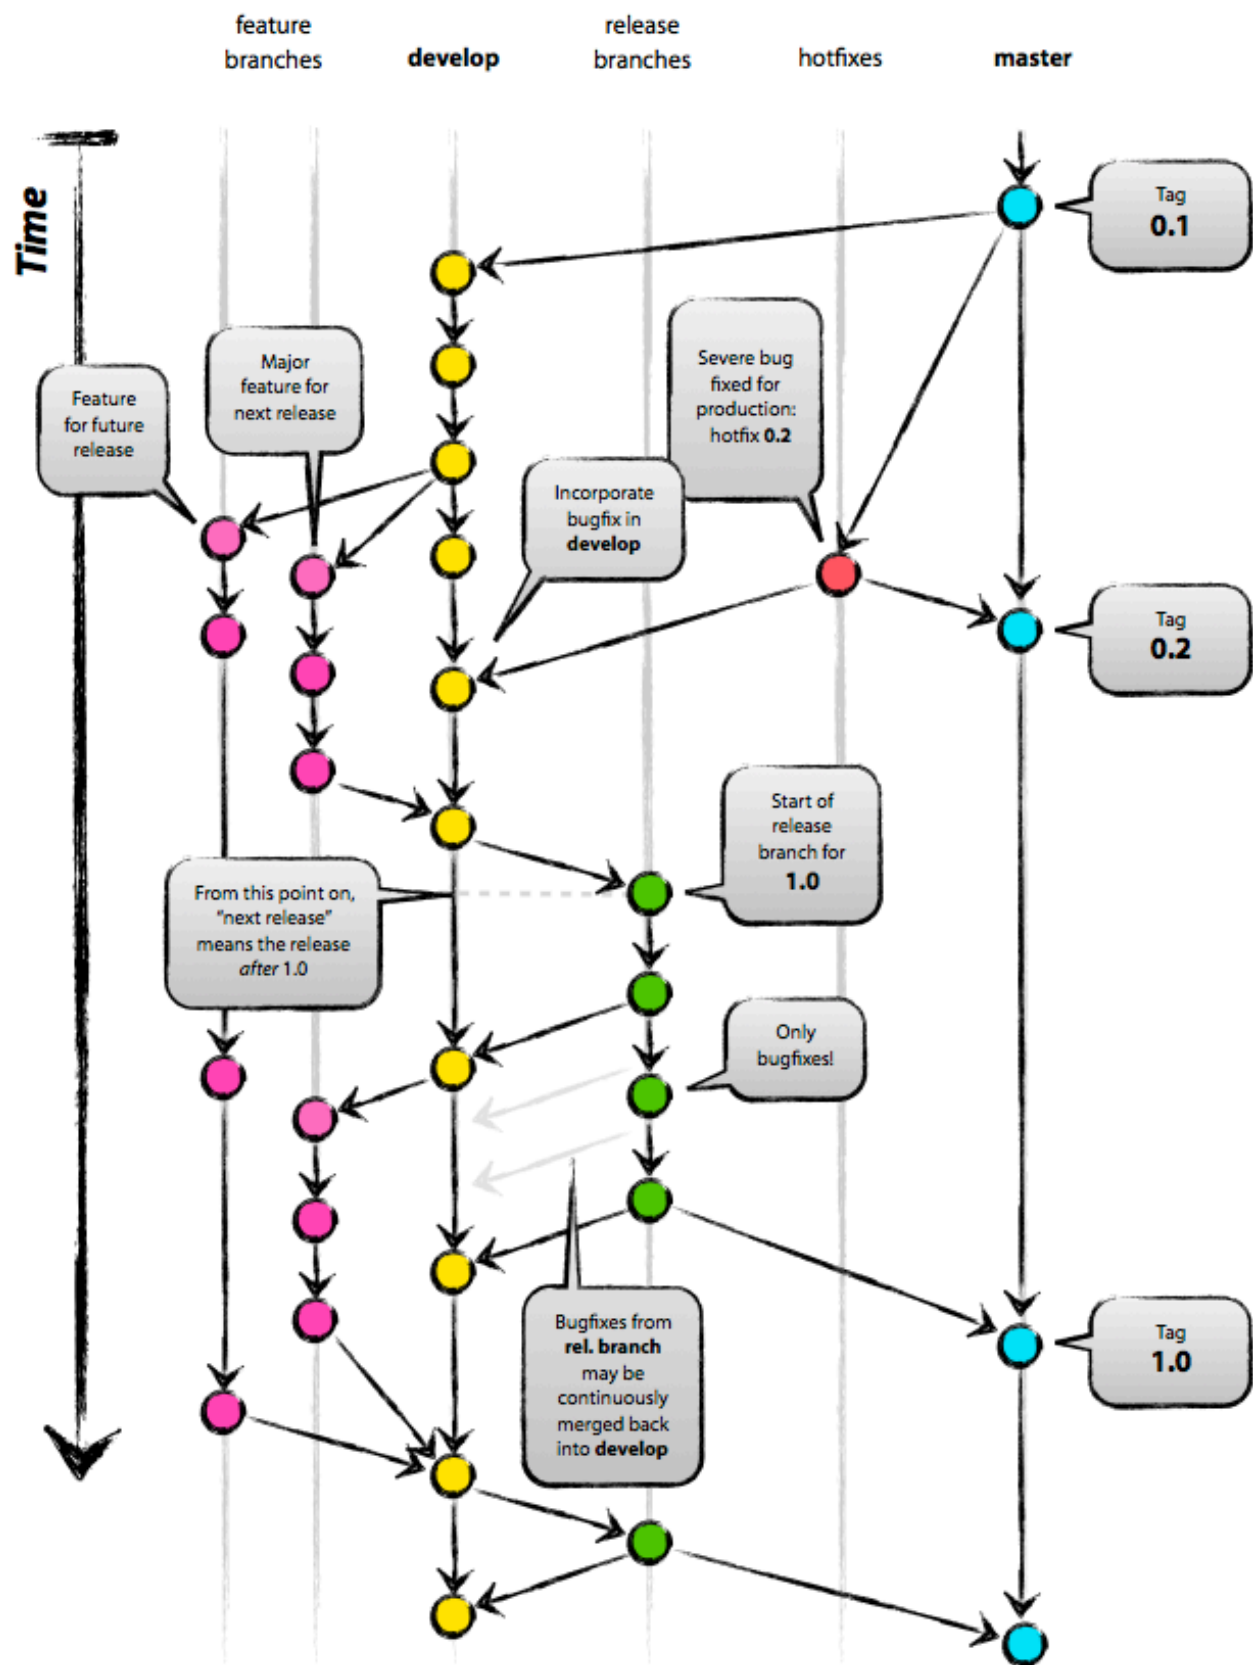 feature
branches
develop
release
branches
hotfixes
master
Time
Tag
0.1
Major
feature for
next release
Feature
for future
release
Severe bug
fixed for
production:
hotfix 0.2
Incorporate
bugfix in
develop
Tag
0.2
Start of
release
branch for
1.0
From this point on,
“next release”
means the release
after 1.0
Only
bugfixes!
Bugfixes from
rel. branch
may be
continuously
merged back
into develop
Tag
1.0